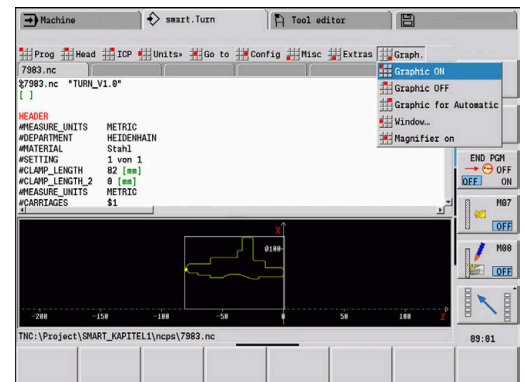 Machine smart.Turn Tool editor
Prog Head ICP Units» Go to Config Misc Extras Graph.
7983.nc
Graphic ON
Graphic OFF
Graphic for Automatic
Window…
Magnifier on
%7983.nc "TURN_V1.0"
[ ]
HEADER
#MEASURE_UNITS METRIC
#DEPARTMENT HEIDENHAIN
#MATERIAL Stahl
#SETTING 1 von 1
#CLAMP_LENGTH 82 [mm]
#CLAMP_LENGTH_2 0 [mm]
#MEASURE_UNITS METRIC
#CARRIAGES $1
END PGM
OFF
OFF ON
M07
OFF
M08
OFF
X
Ø100
-200 -150 -100 -50 0 50 100 Z
TNC:\Project\SMART_KAPITEL1\ncps\7983.nc
09:01